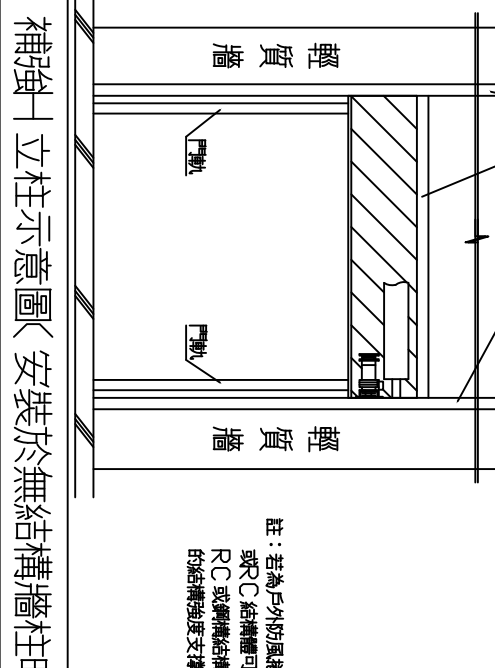 輕質牆
輕質牆
門軌
門軌
註：若為戶外防風
或RC 結構體可
RC 或鋼構結構
的結構強度支撐
補強H 立柱示意圖( 安裝於無結構牆柱